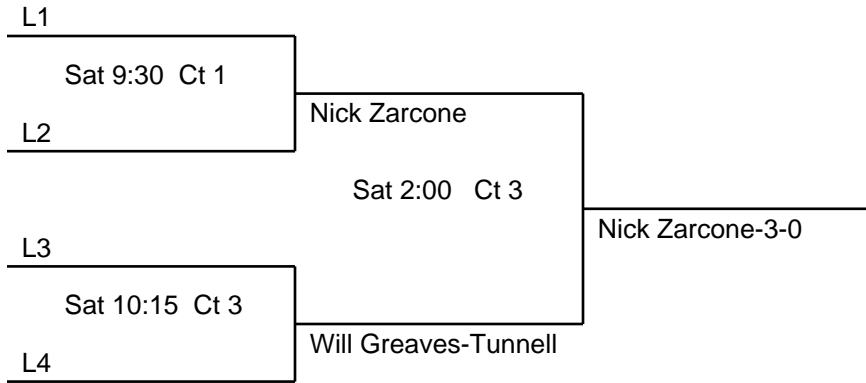 L1
Sat 9:30 Ct 1
Nick Zarcone
L2
Sat 2:00 Ct 3
Nick Zarcone-3-0
L3
Sat 10:15 Ct 3
Will Greaves-Tunnell
L4